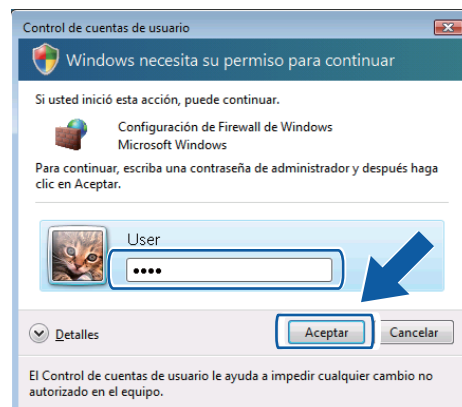 Control de cuentas de usuario
Windows necesita su permiso para continuar
Si usted inició esta acción, puede continuar.
Configuración de Firewall de Windows
Microsoft Windows
Para continuar, escriba una contraseña de administrador y después haga
clic en Aceptar.
User
••••
Detalles
Aceptar
Cancelar
El Control de cuentas de usuario le ayuda a impedir cualquier cambio no
autorizado en el equipo.